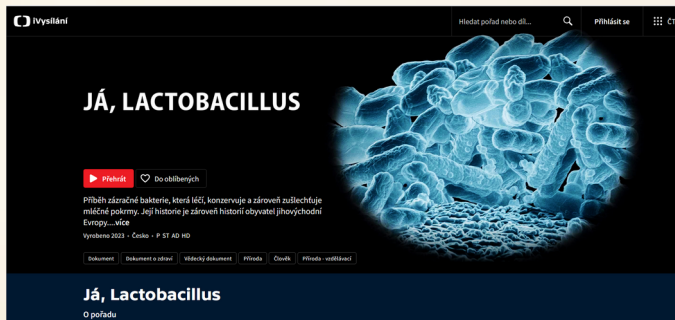 iVysílání
Hledat pořad nebo díl...
Přihlásit se
JÁ, LACTOBACILLUS
Přehrát
Do oblíbených
Příběh zázračné bakterie, která léčí, konzervuje a zároveň zušlechťuje
mléčné pokrmy. Její historie je zároveň historií obyvatel jihovýchodní
Evropy....více
Vyrobeno 2023 • Česko • P ST AD HD
Dokument
Dokument o zdraví
Vědecký dokument
Příroda
Člověk
Příroda - vzdělávací
Já, Lactobacillus
O pořadu